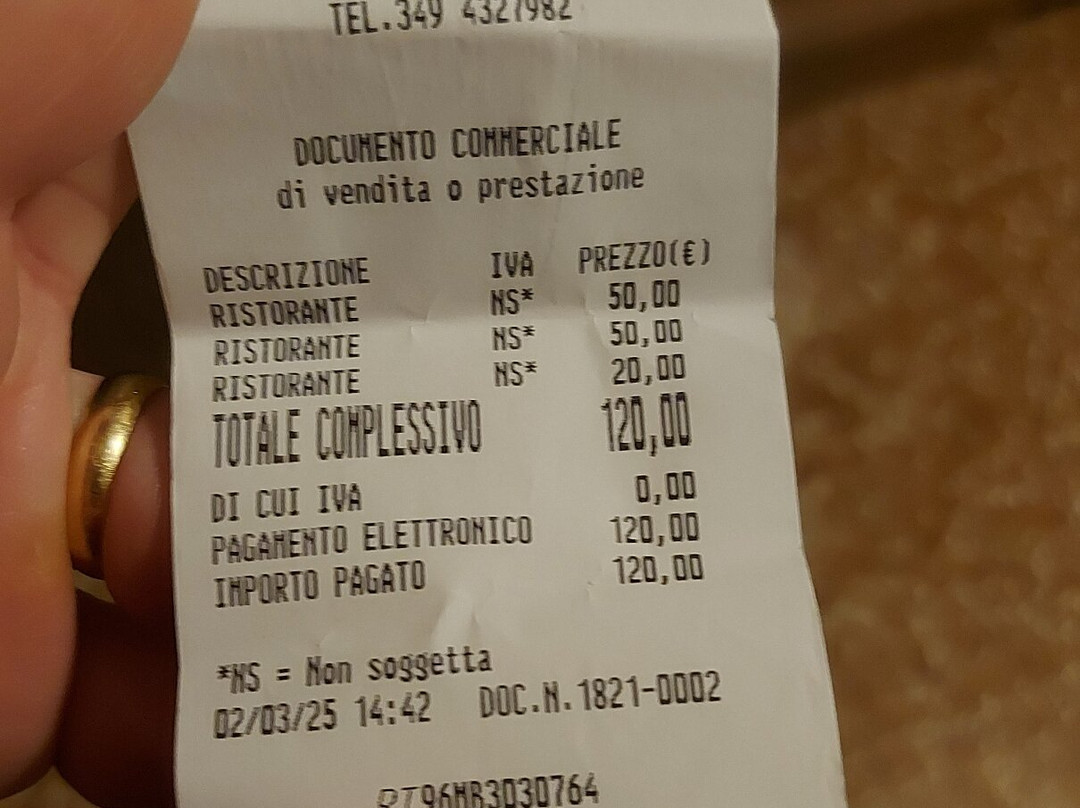 TEL.349 4327982
DOCUMENTO COMMERCIALE
di vendita o prestazione
DESCRIZIONE IVA PREZZO(€)
RISTORANTE NS* 50,00
RISTORANTE NS* 50,00
RISTORANTE NS* 20,00
TOTALE COMPLESSIVO 120,00
DI CUI IVA 0,00
PAGAMENTO ELETTRONICO 120,00
IMPORTO PAGATO 120,00
*NS = Non soggetta
02/03/25 14:42 DOC.N.1821-0002
RT96MB3030764